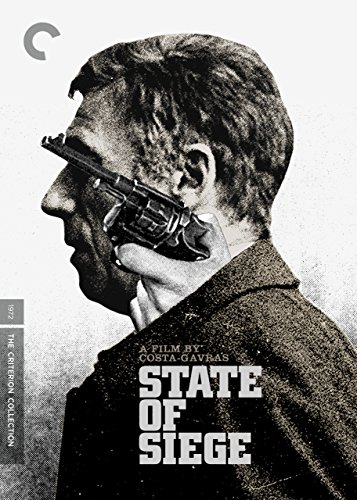 A FILM BY
COSTA-GAVRAS
STATE
OF
SIEGE
1972
THE CRITERION COLLECTION